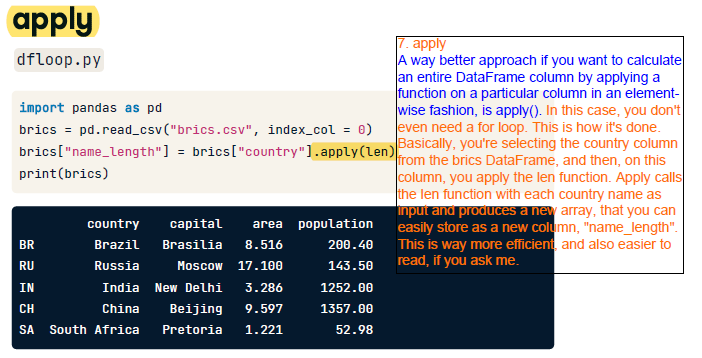 apply
dfloop.py
import pandas as pd
brics = pd.read_csv("brics.csv", index_col = 0)
brics["name_length"] = brics["country"].apply(len)
print(brics)
country capital area population
BR Brazil Brasilia 8.516 200.40
RU Russia Moscow 17.100 143.50
IN India New Delhi 3.286 1252.00
CH China Beijing 9.597 1357.00
SA South Africa Pretoria 1.221 52.98
7. apply
A way better approach if you want to calculate
an entire DataFrame column by applying a
function on a particular column in an element-
wise fashion, is apply(). In this case, you don't
even need a for loop. This is how it's done.
Basically, you're selecting the country column
from the brics DataFrame, and then, on this
column, you apply the len function. Apply calls
the len function with each country name as
input and produces a new array, that you can
easily store as a new column, "name_length".
This is way more efficient, and also easier to
read, if you ask me.